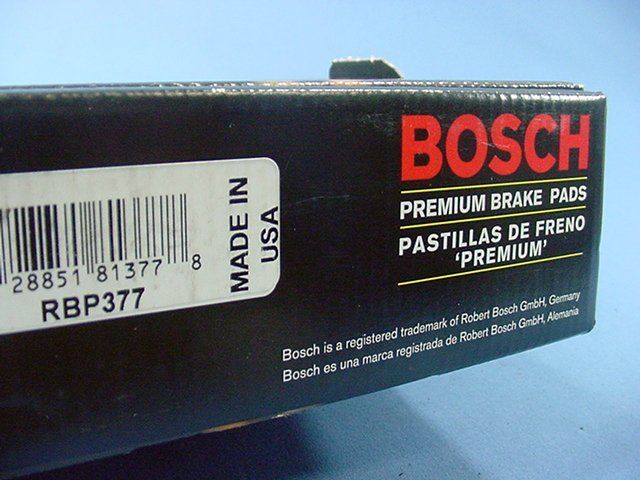 BOSCH
PREMIUM BRAKE PADS
PASTILLAS DE FRENO
'PREMIUM'
28851 81377 8
RBP377
MADE IN
USA
Bosch is a registered trademark of Robert Bosch GmbH, Germany
Bosch es una marca registrada de Robert Bosch GmbH, Alemania